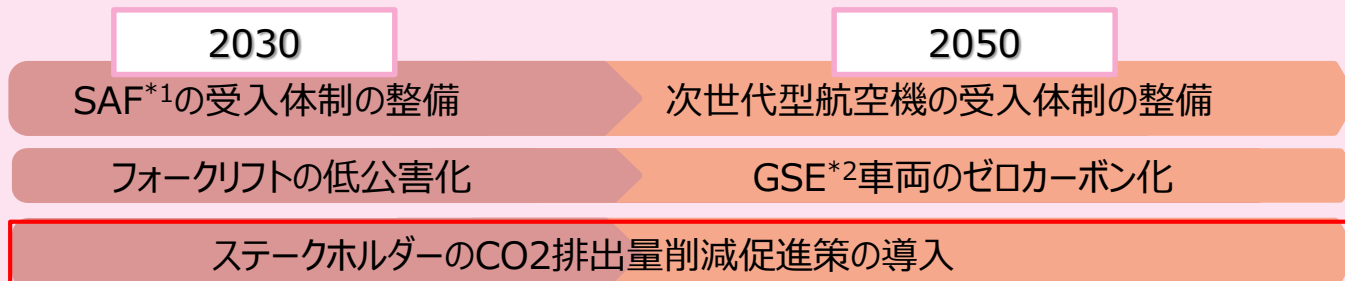 2030
2050
SAF*1の受入体制の整備
次世代型航空機の受入体制の整備
フォークリフトの低公害化
GSE*2車両のゼロカーボン化
ステークホルダーのCO2排出量削減促進策の導入